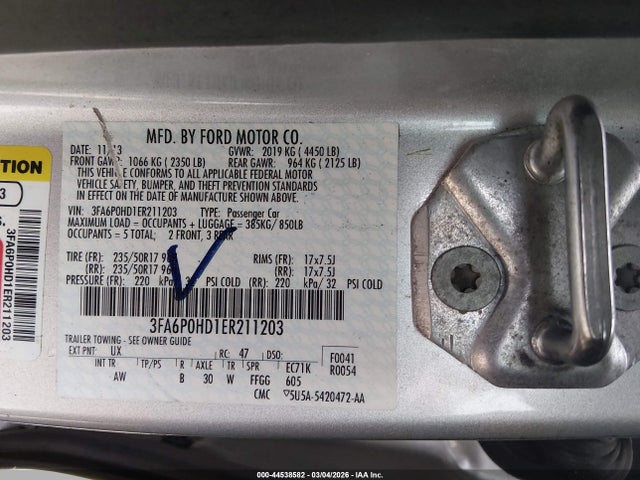 MFD. BY FORD MOTOR CO.
DATE: 11/13 GVWR: 2019 KG ( 4450 LB)
FRONT GAWR: 1066 KG ( 2350 LB) REAR GAWR: 964 KG ( 2125 LB)
THIS VEHICLE CONFORMS TO ALL APPLICABLE FEDERAL MOTOR
VEHICLE SAFETY, BUMPER, AND THEFT PREVENTION STANDARDS IN
EFFECT ON THE DATE OF MANUFACTURE SHOWN ABOVE.
VIN: 3FA6P0HD1ER211203 TYPE: Passenger Car
MAXIMUM LOAD = OCCUPANTS + LUGGAGE = 385KG/ 850LB
OCCUPANTS = 5 TOTAL; 2 FRONT, 3 REAR
TIRE (FR): 235/50R17 RIMS (FR): 17x7.5J
(RR): 235/50R17 (RR): 17x7.5J
PRESSURE (FR): 220 kPa/ 32 PSI COLD (RR): 220 kPa/ 32 PSI COLD
3FA6P0HD1ER211203
TRAILER TOWING - SEE OWNER GUIDE
EXT PNT: UX RC: 47 DSO: F0041
INT TR TP/PS R AXLE TR SPR EC71K R0054
AW B 30 W FFGG 605
CMC 5U5A-5420472-AA
3FA6P0HD1ER211203
000-44538582 - 03/04/2026 - ©IAA Inc.